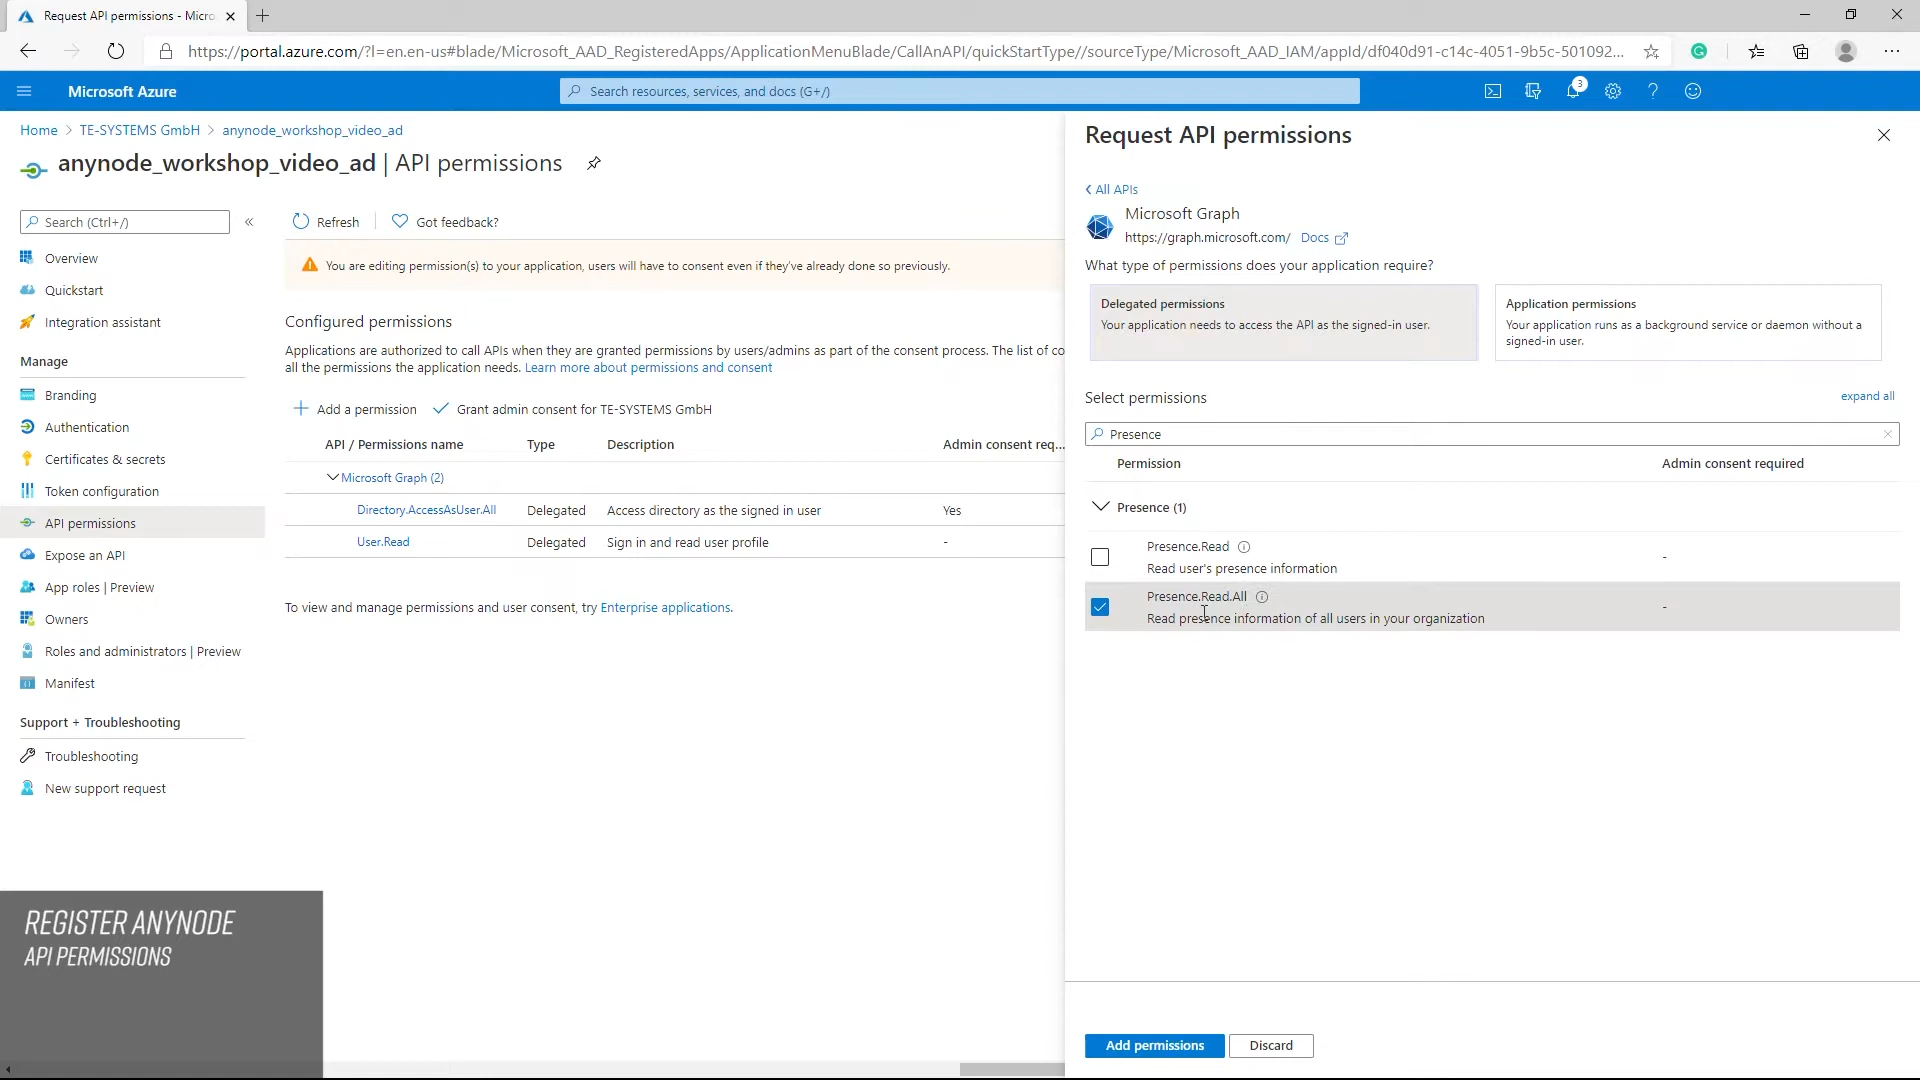 Request API permissions - Micro
https://portal.azure.com/?l=en.en-us#blade/Microsoft_AAD_RegisteredApps/ApplicationMenuBlade/CallAnAPI/quickStartType//sourceType/Microsoft_AAD_IAM/appId/df040d91-c14c-4051-9b5c-501092...
Microsoft Azure
Search resources, services, and docs (G+/)
3
Home > TE-SYSTEMS GmbH > anynode_workshop_video_ad
anynode_workshop_video_ad | API permissions
Search (Ctrl+/)
Overview
Quickstart
Integration assistant
Manage
Branding
Authentication
Certificates & secrets
Token configuration
API permissions
Expose an API
App roles | Preview
Owners
Roles and administrators | Preview
Manifest
Support + Troubleshooting
Troubleshooting
New support request
Refresh
Got feedback?
You are editing permission(s) to your application, users will have to consent even if they've already done so previously.
Configured permissions
Applications are authorized to call APIs when they are granted permissions by users/admins as part of the consent process. The list of co
all the permissions the application needs. Learn more about permissions and consent
Add a permission
Grant admin consent for TE-SYSTEMS GmbH
API / Permissions name Type Description Admin consent req...
Microsoft Graph (2)
Directory.AccessAsUser.All Delegated Access directory as the signed in user Yes
User.Read Delegated Sign in and read user profile -
To view and manage permissions and user consent, try Enterprise applications.
Request API permissions
All APIs
Microsoft Graph
https://graph.microsoft.com/ Docs
What type of permissions does your application require?
Delegated permissions
Your application needs to access the API as the signed-in user.
Application permissions
Your application runs as a background service or daemon without a
signed-in user.
Select permissions
expand all
Presence
Permission Admin consent required
Presence (1)
Presence.Read
Read user's presence information
-
Presence.Read.All
Read presence information of all users in your organization
-
Add permissions
Discard
REGISTER ANYNODE
API PERMISSIONS